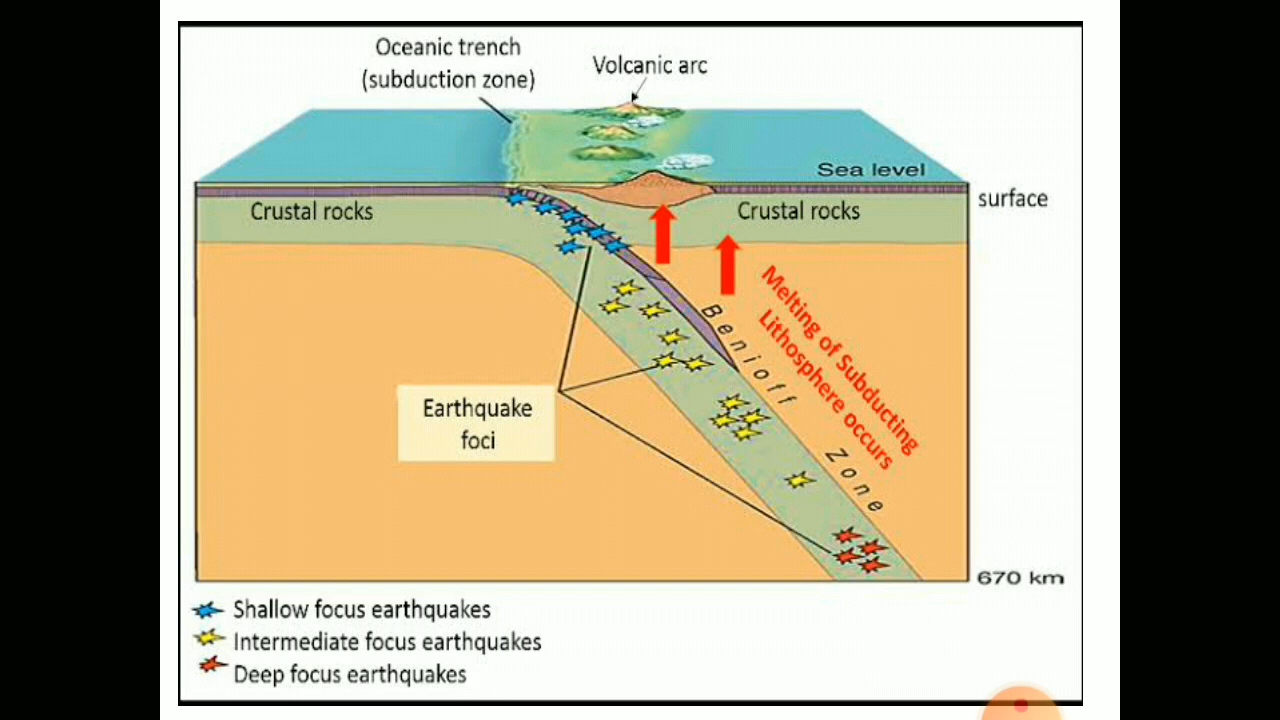 Oceanic trench
(subduction zone)
Volcanic arc
Sea level
surface
Crustal rocks
Crustal rocks
Melting of Subducting
Lithosphere occurs
Benioff Zone
Earthquake
foci
670 km
Shallow focus earthquakes
Intermediate focus earthquakes
Deep focus earthquakes